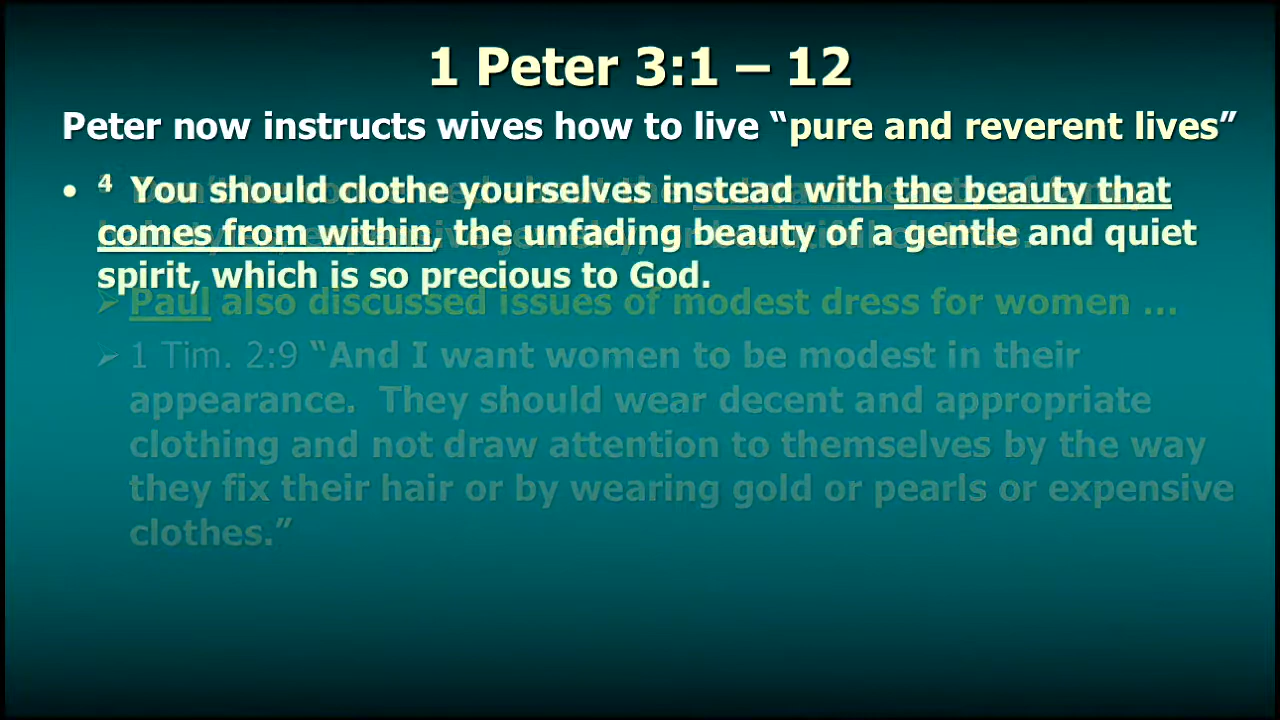 1 Peter 3:1 – 12
Peter now instructs wives how to live “pure and reverent lives”
• ⁴ You should clothe yourselves instead with the beauty that
comes from within, the unfading beauty of a gentle and quiet
spirit, which is so precious to God.
➢ Paul also discussed issues of modest dress for women …
➢ 1 Tim. 2:9 “And I want women to be modest in their
appearance. They should wear decent and appropriate
clothing and not draw attention to themselves by the way
they fix their hair or by wearing gold or pearls or expensive
clothes.”